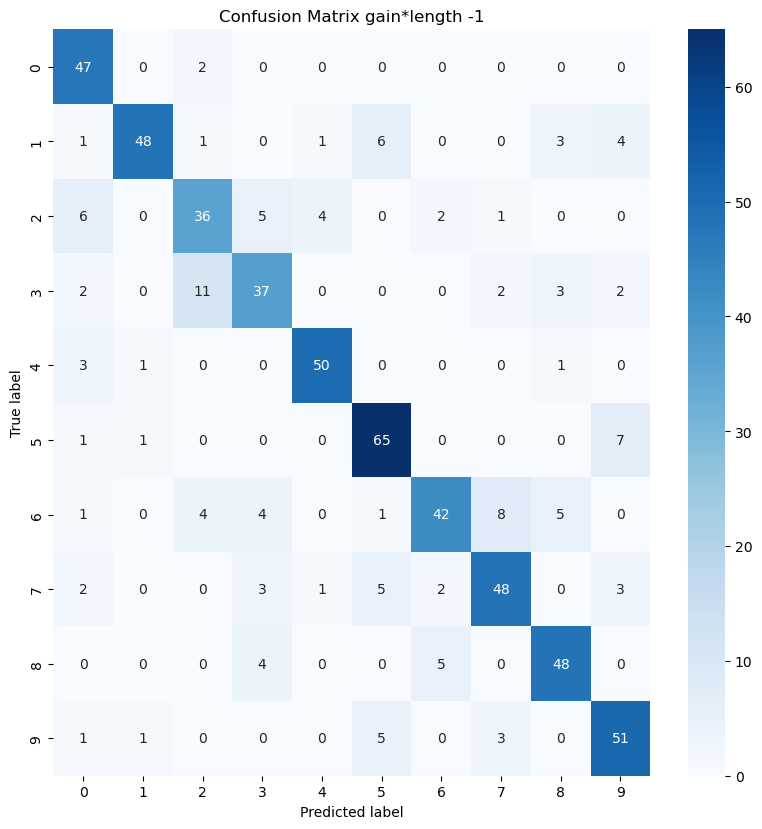 Confusion Matrix gain*length -1
0 47 0 2 0 0 0 0 0 0 0
1 1 48 1 0 1 6 0 0 3 4
2 6 0 36 5 4 0 2 1 0 0
3 2 0 11 37 0 0 0 2 3 2
4 3 1 0 0 50 0 0 0 1 0
5 1 1 0 0 0 65 0 0 0 7
6 1 0 4 4 0 1 42 8 5 0
7 2 0 0 3 1 5 2 48 0 3
8 0 0 0 4 0 0 5 0 48 0
9 1 1 0 0 0 5 0 3 0 51
0 1 2 3 4 5 6 7 8 9
Predicted label
True label
60
50
40
30
20
10
0